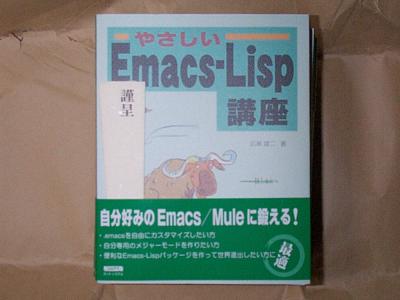 やさしい
Emacs-Lisp
講座
謹呈
広瀬 雄二 著
自分好みのEmacs/Muleに鍛える!
・.emacsを自由にカスタマイズしたい方
・自分専用のメジャーモードを作りたい方
・便利なEmacs-Lispパッケージを作って世界進出したい方に
最適